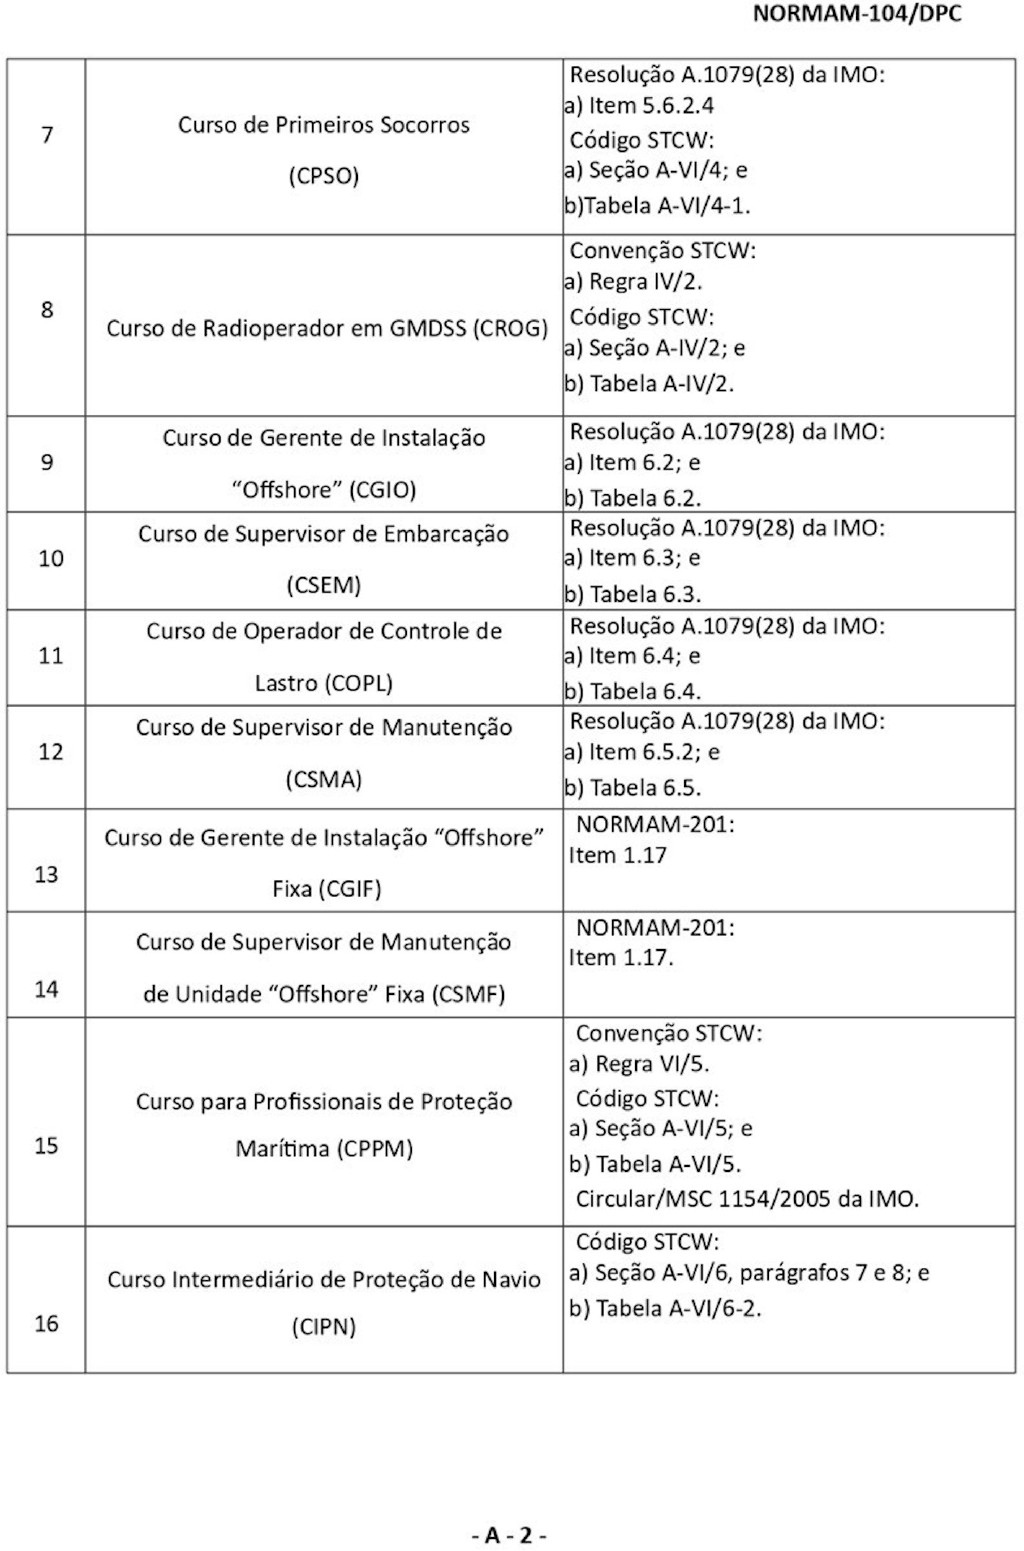 NORMAM-104/DPC
7
Curso de Primeiros Socorros
(CPSO)
Resolução A.1079(28) da IMO:
a) Item 5.6.2.4
Código STCW:
a) Seção A-VI/4; e
b)Tabela A-VI/4-1.
8
Curso de Radioperador em GMDSS (CROG)
Convenção STCW:
a) Regra IV/2.
Código STCW:
a) Seção A-IV/2; e
b) Tabela A-IV/2.
9
Curso de Gerente de Instalação
“Offshore” (CGIO)
Resolução A.1079(28) da IMO:
a) Item 6.2; e
b) Tabela 6.2.
10
Curso de Supervisor de Embarcação
(CSEM)
Resolução A.1079(28) da IMO:
a) Item 6.3; e
b) Tabela 6.3.
11
Curso de Operador de Controle de
Lastro (COPL)
Resolução A.1079(28) da IMO:
a) Item 6.4; e
b) Tabela 6.4.
12
Curso de Supervisor de Manutenção
(CSMA)
Resolução A.1079(28) da IMO:
a) Item 6.5.2; e
b) Tabela 6.5.
13
Curso de Gerente de Instalação “Offshore”
Fixa (CGIF)
NORMAM-201:
Item 1.17
14
Curso de Supervisor de Manutenção
de Unidade “Offshore” Fixa (CSMF)
NORMAM-201:
Item 1.17.
15
Curso para Profissionais de Proteção
Marítima (CPPM)
Convenção STCW:
a) Regra VI/5.
Código STCW:
a) Seção A-VI/5; e
b) Tabela A-VI/5.
Circular/MSC 1154/2005 da IMO.
16
Curso Intermediário de Proteção de Navio
(CIPN)
Código STCW:
a) Seção A-VI/6, parágrafos 7 e 8; e
b) Tabela A-VI/6-2.
- A - 2 -